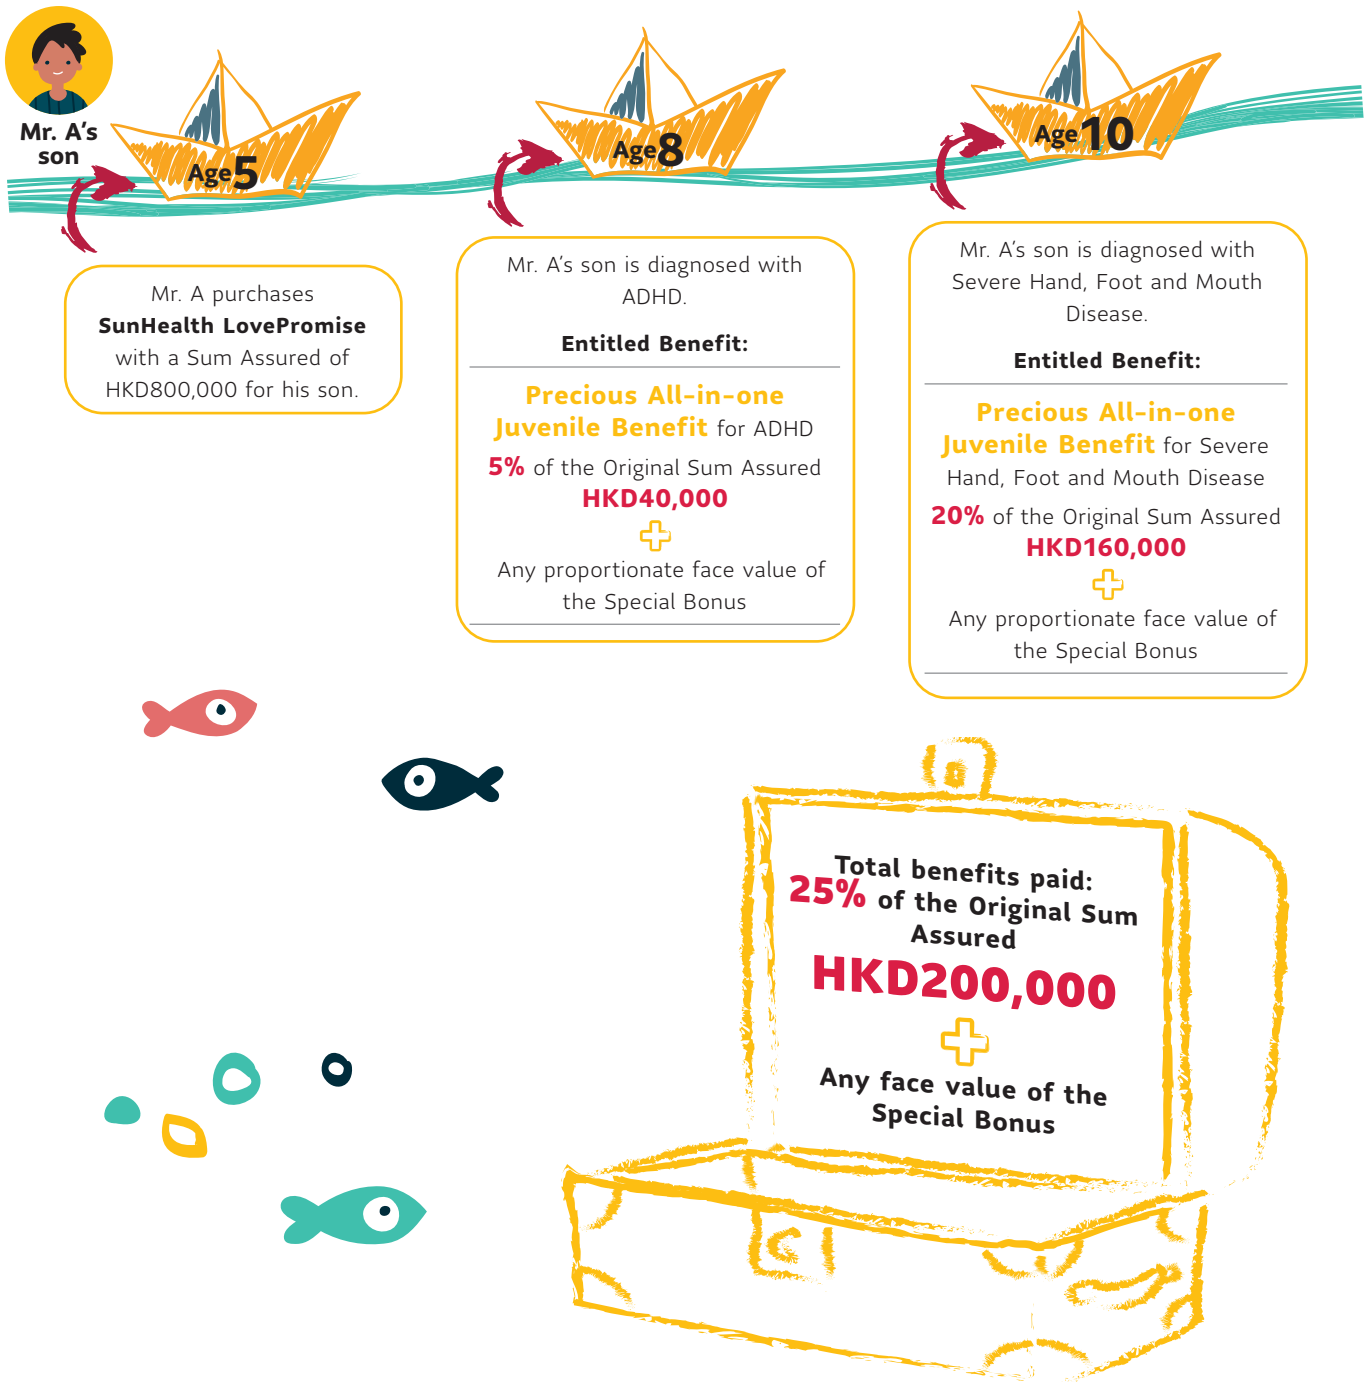 Mr. A's
son
Age5
Age8
Age10
Mr. A purchases
SunHealth LovePromise
with a Sum Assured of
HKD800,000 for his son.
Mr. A's son is diagnosed with
ADHD.
Entitled Benefit:
Precious All-in-one
Juvenile Benefit for ADHD
5% of the Original Sum Assured
HKD40,000
Any proportionate face value of
the Special Bonus
Mr. A's son is diagnosed with
Severe Hand, Foot and Mouth
Disease.
Entitled Benefit:
Precious All-in-one
Juvenile Benefit for Severe
Hand, Foot and Mouth Disease
20% of the Original Sum Assured
HKD160,000
Any proportionate face value of
the Special Bonus
Total benefits paid:
25% of the Original Sum
Assured
HKD200,000
Any face value of the
Special Bonus